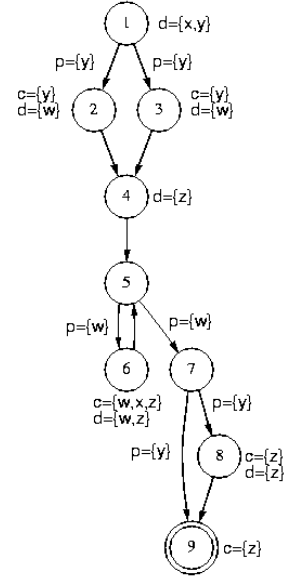 1
d={x,y}
p={y}
p={y}
c={y}
d={w}
2
3
c={y}
d={w}
4
d={z}
5
p={w}
p={w}
6
7
c={w,x,z}
d={w,z}
p={y}
p={y}
8
c={z}
d={z}
9
c={z}